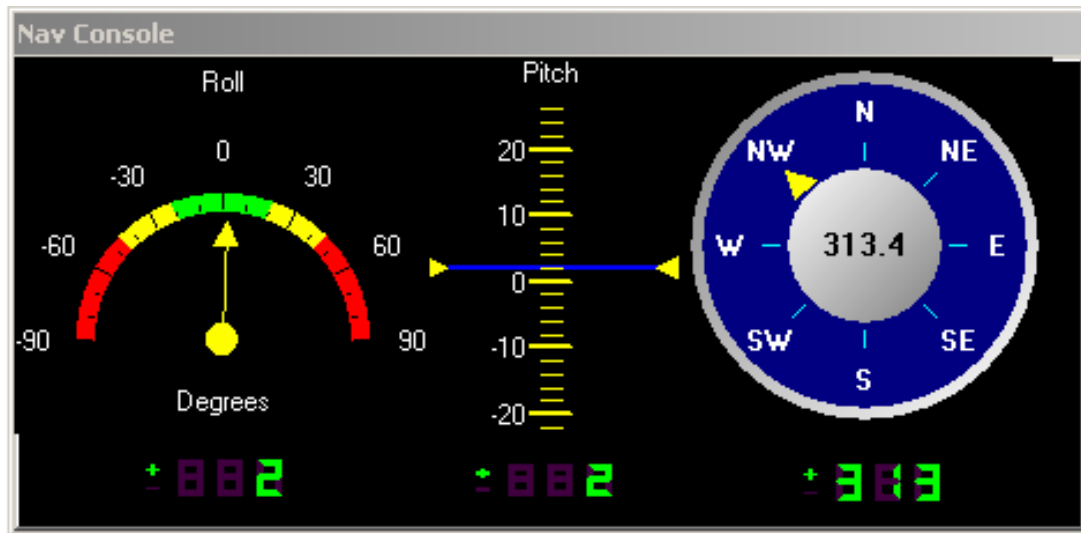 Nav Console
Roll
0
-30 30
-60 60
-90 90
Degrees
+ 2
Pitch
20
10
0
-10
-20
+ 2
N
NW NE
W 313.4 E
SW SE
S
+ 313